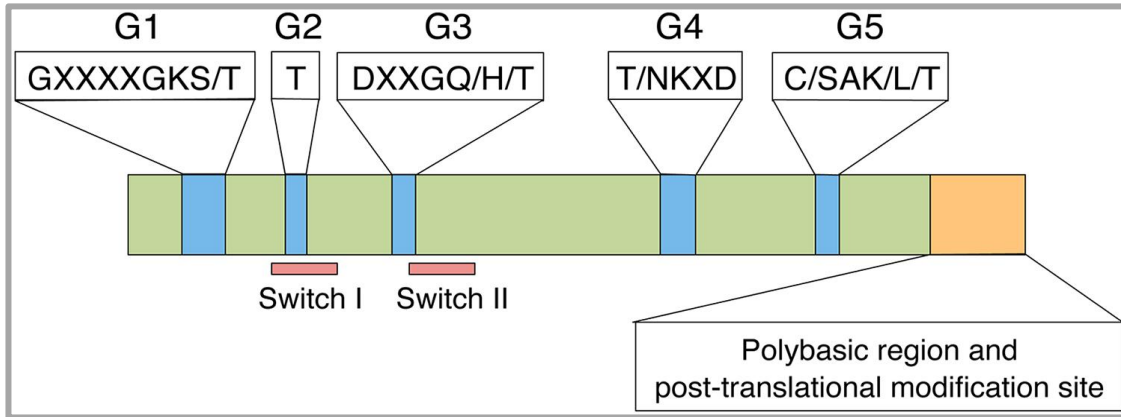 G1 G2 G3 G4 G5
GXXXXGKS/T T DXXGQ/H/T T/NKXD C/SAK/L/T
Switch I Switch II
Polybasic region and
post-translational modification site